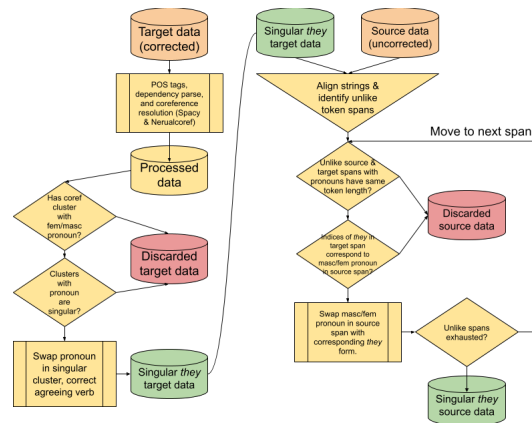 Target data
(corrected)
POS tags,
dependency parse,
and coreference
resolution (Spacy
& Nerualcoref)
Processed
data
Has coref
cluster
with
fem/masc
pronoun?
Discarded
target data
Clusters
with
pronoun
are
singular?
Swap pronoun
in singular
cluster, correct
agreeing verb
Singular they
target data
Singular they
target data
Source data
(uncorrected)
Align strings &
identify unlike
token spans
Move to next span
Unlike source &
target spans with
pronouns have same
token length?
Discarded
source data
Indices of they in
target span
correspond to
masc/fem pronoun
in source span?
Swap masc/fem
pronoun in source
span with
corresponding they
form.
Unlike spans
exhausted?
Singular they
source data